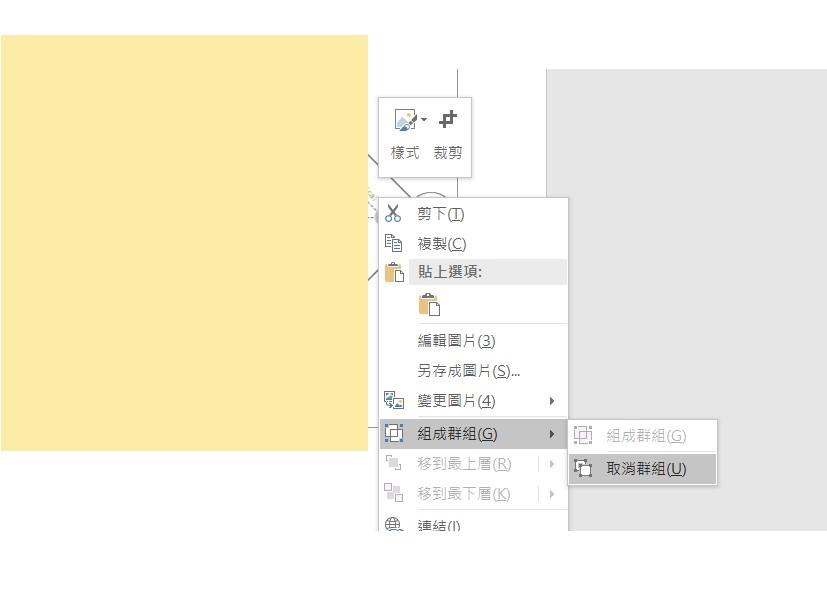 樣式 裁剪
剪下(T)
複製(C)
貼上選項:
編輯圖片(3)
另存成圖片(S)...
變更圖片(4)
組成群組(G)
組成群組(G)
移到最上層(R)
取消群組(U)
移到最下層(K)
連結(I)